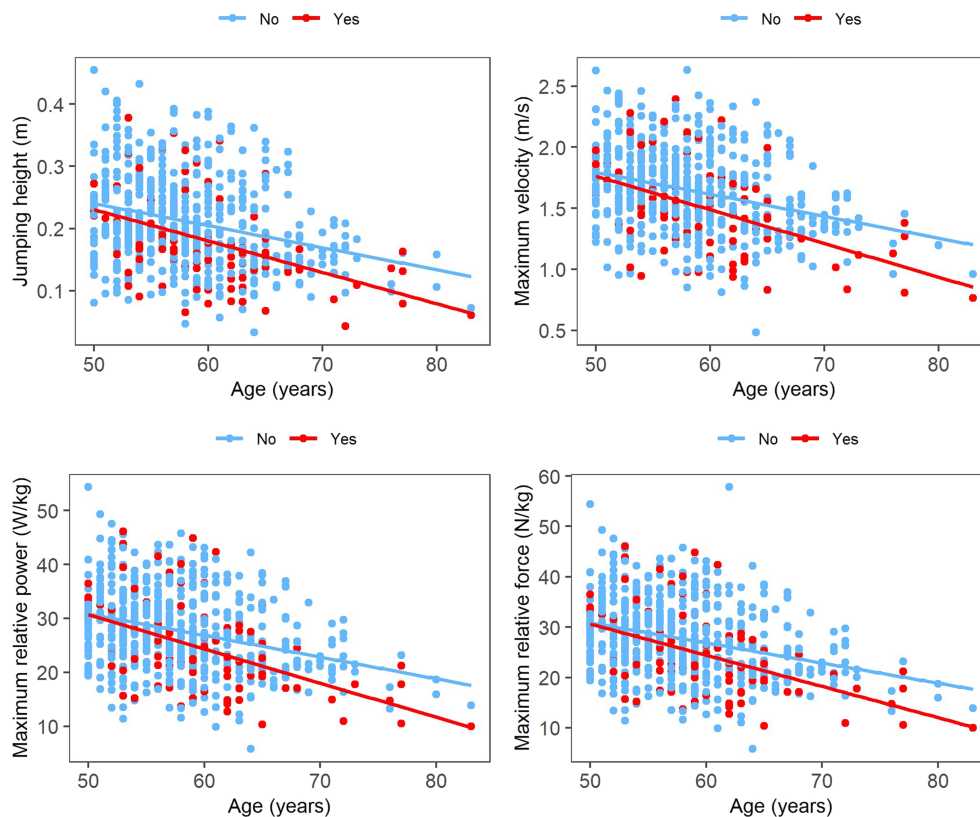 No Yes
No Yes
Jumping height (m)
0.4
0.3
0.2
0.1
50 60 70 80
Age (years)
Maximum velocity (m/s)
2.5
2.0
1.5
1.0
0.5
50 60 70 80
Age (years)
No Yes
No Yes
Maximum relative power (W/kg)
50
40
30
20
10
50 60 70 80
Age (years)
Maximum relative force (N/kg)
60
50
40
30
20
10
50 60 70 80
Age (years)